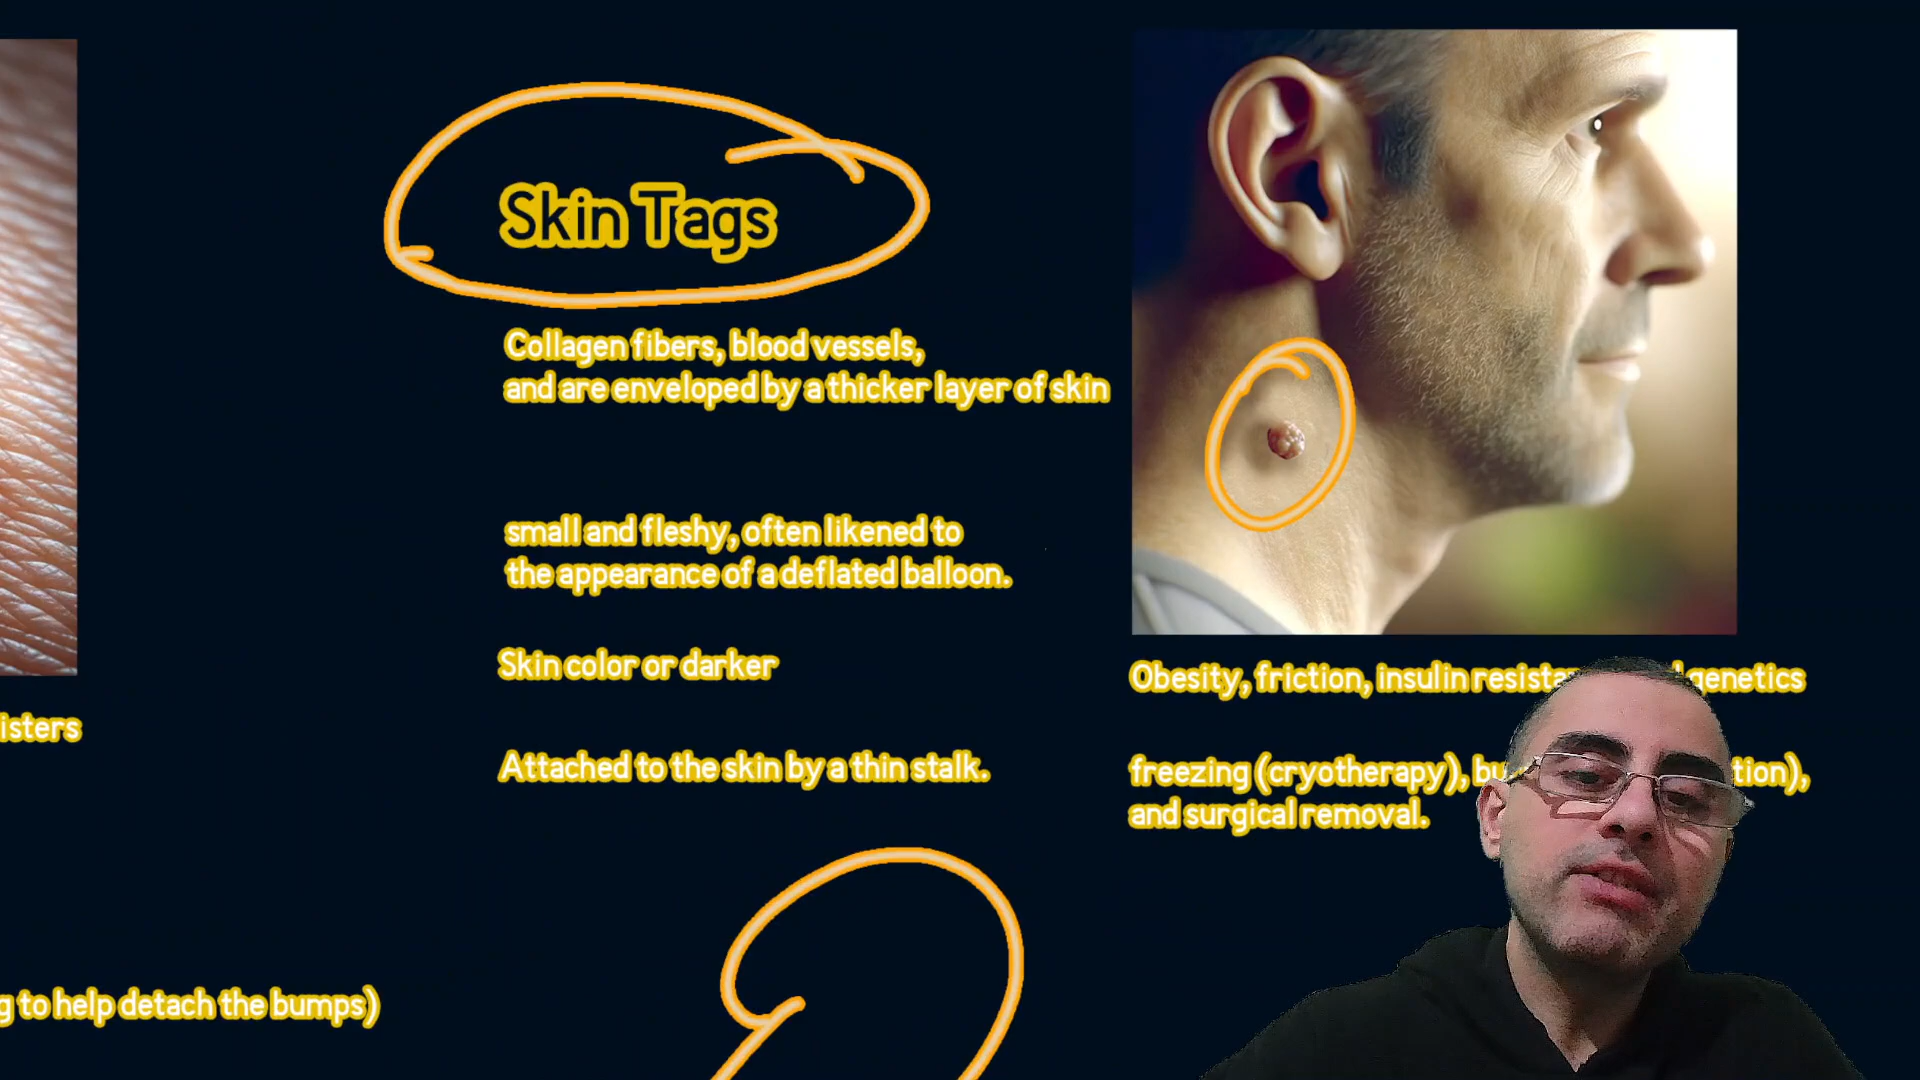 Skin Tags
Collagen fibers, blood vessels,
and are enveloped by a thicker layer of skin
small and fleshy, often likened to
the appearance of a deflated balloon.
Skin color or darker
Attached to the skin by a thin stalk.
Obesity, friction, insulin genetics
freezing (cryotherapy),
and surgical removal.
isters
g to help detach the bumps)